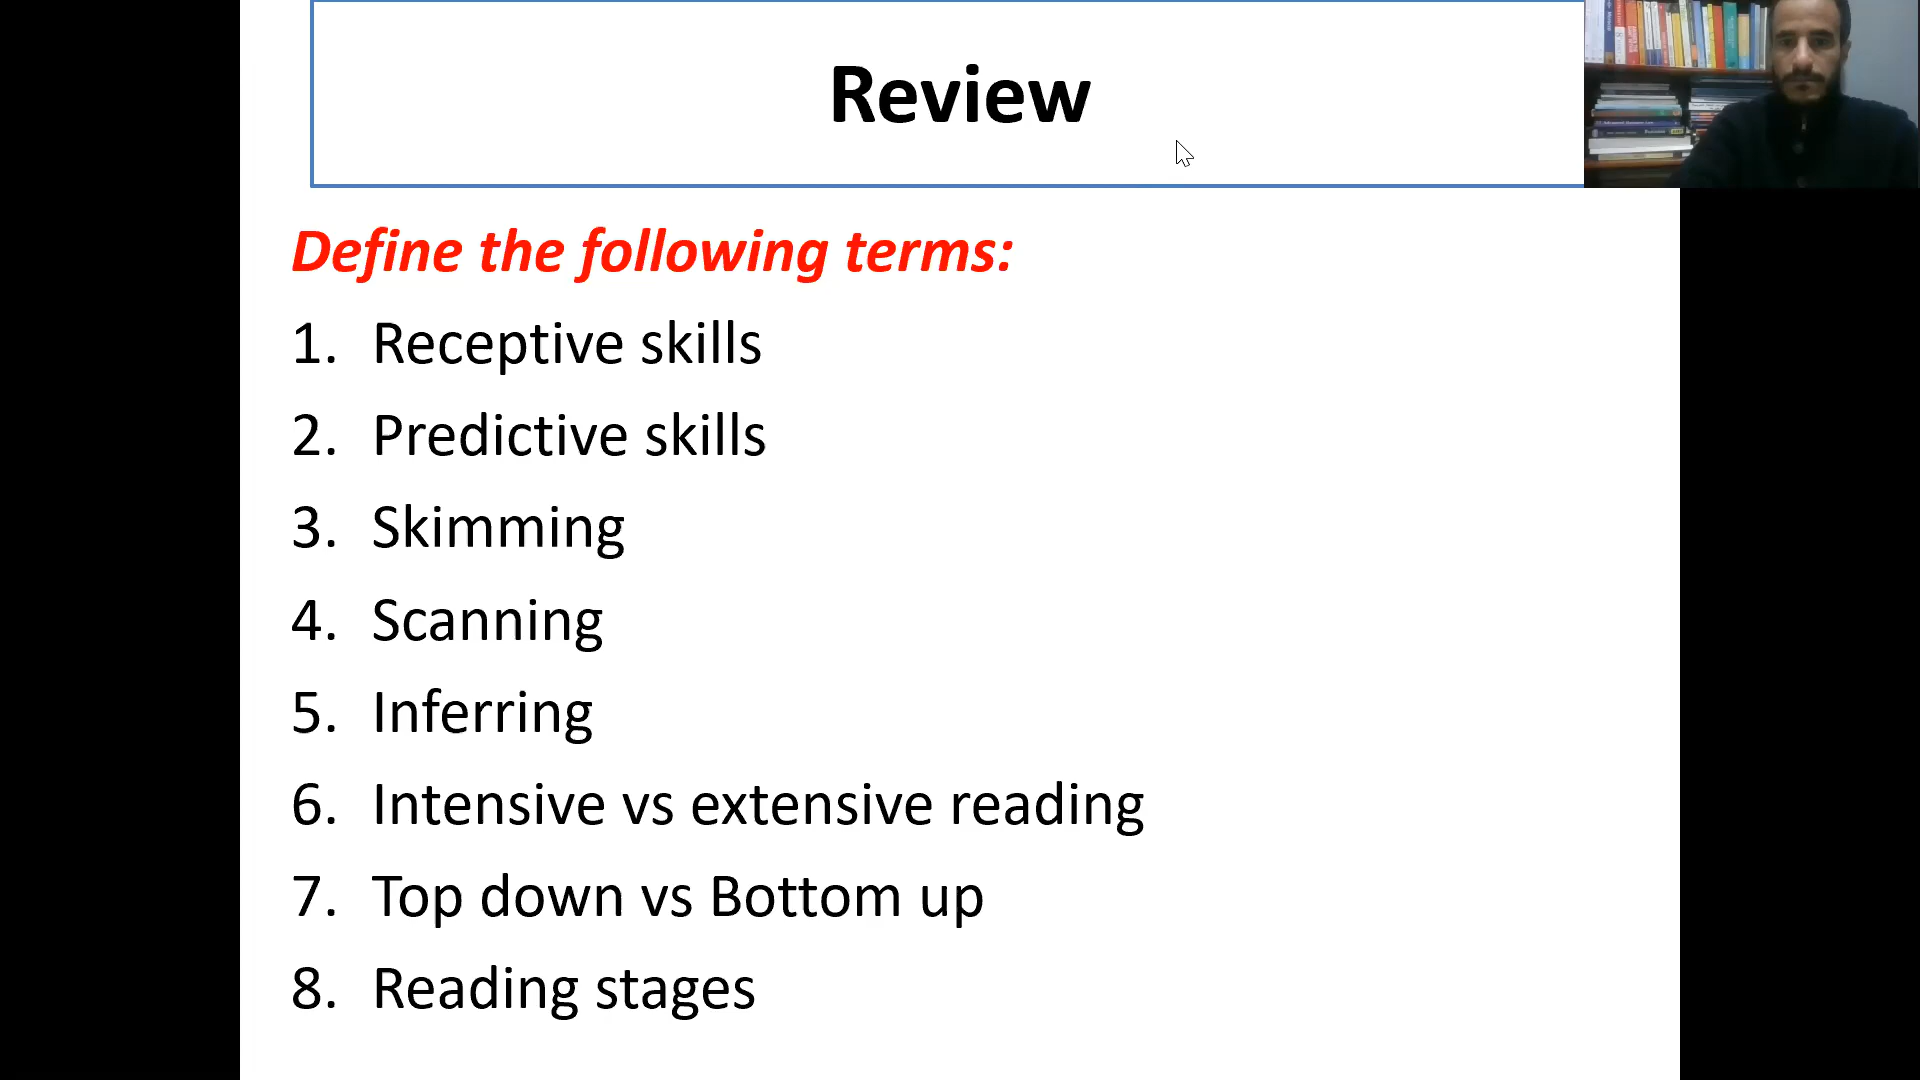 Review
Define the following terms:
1. Receptive skills
2. Predictive skills
3. Skimming
4. Scanning
5. Inferring
6. Intensive vs extensive reading
7. Top down vs Bottom up
8. Reading stages